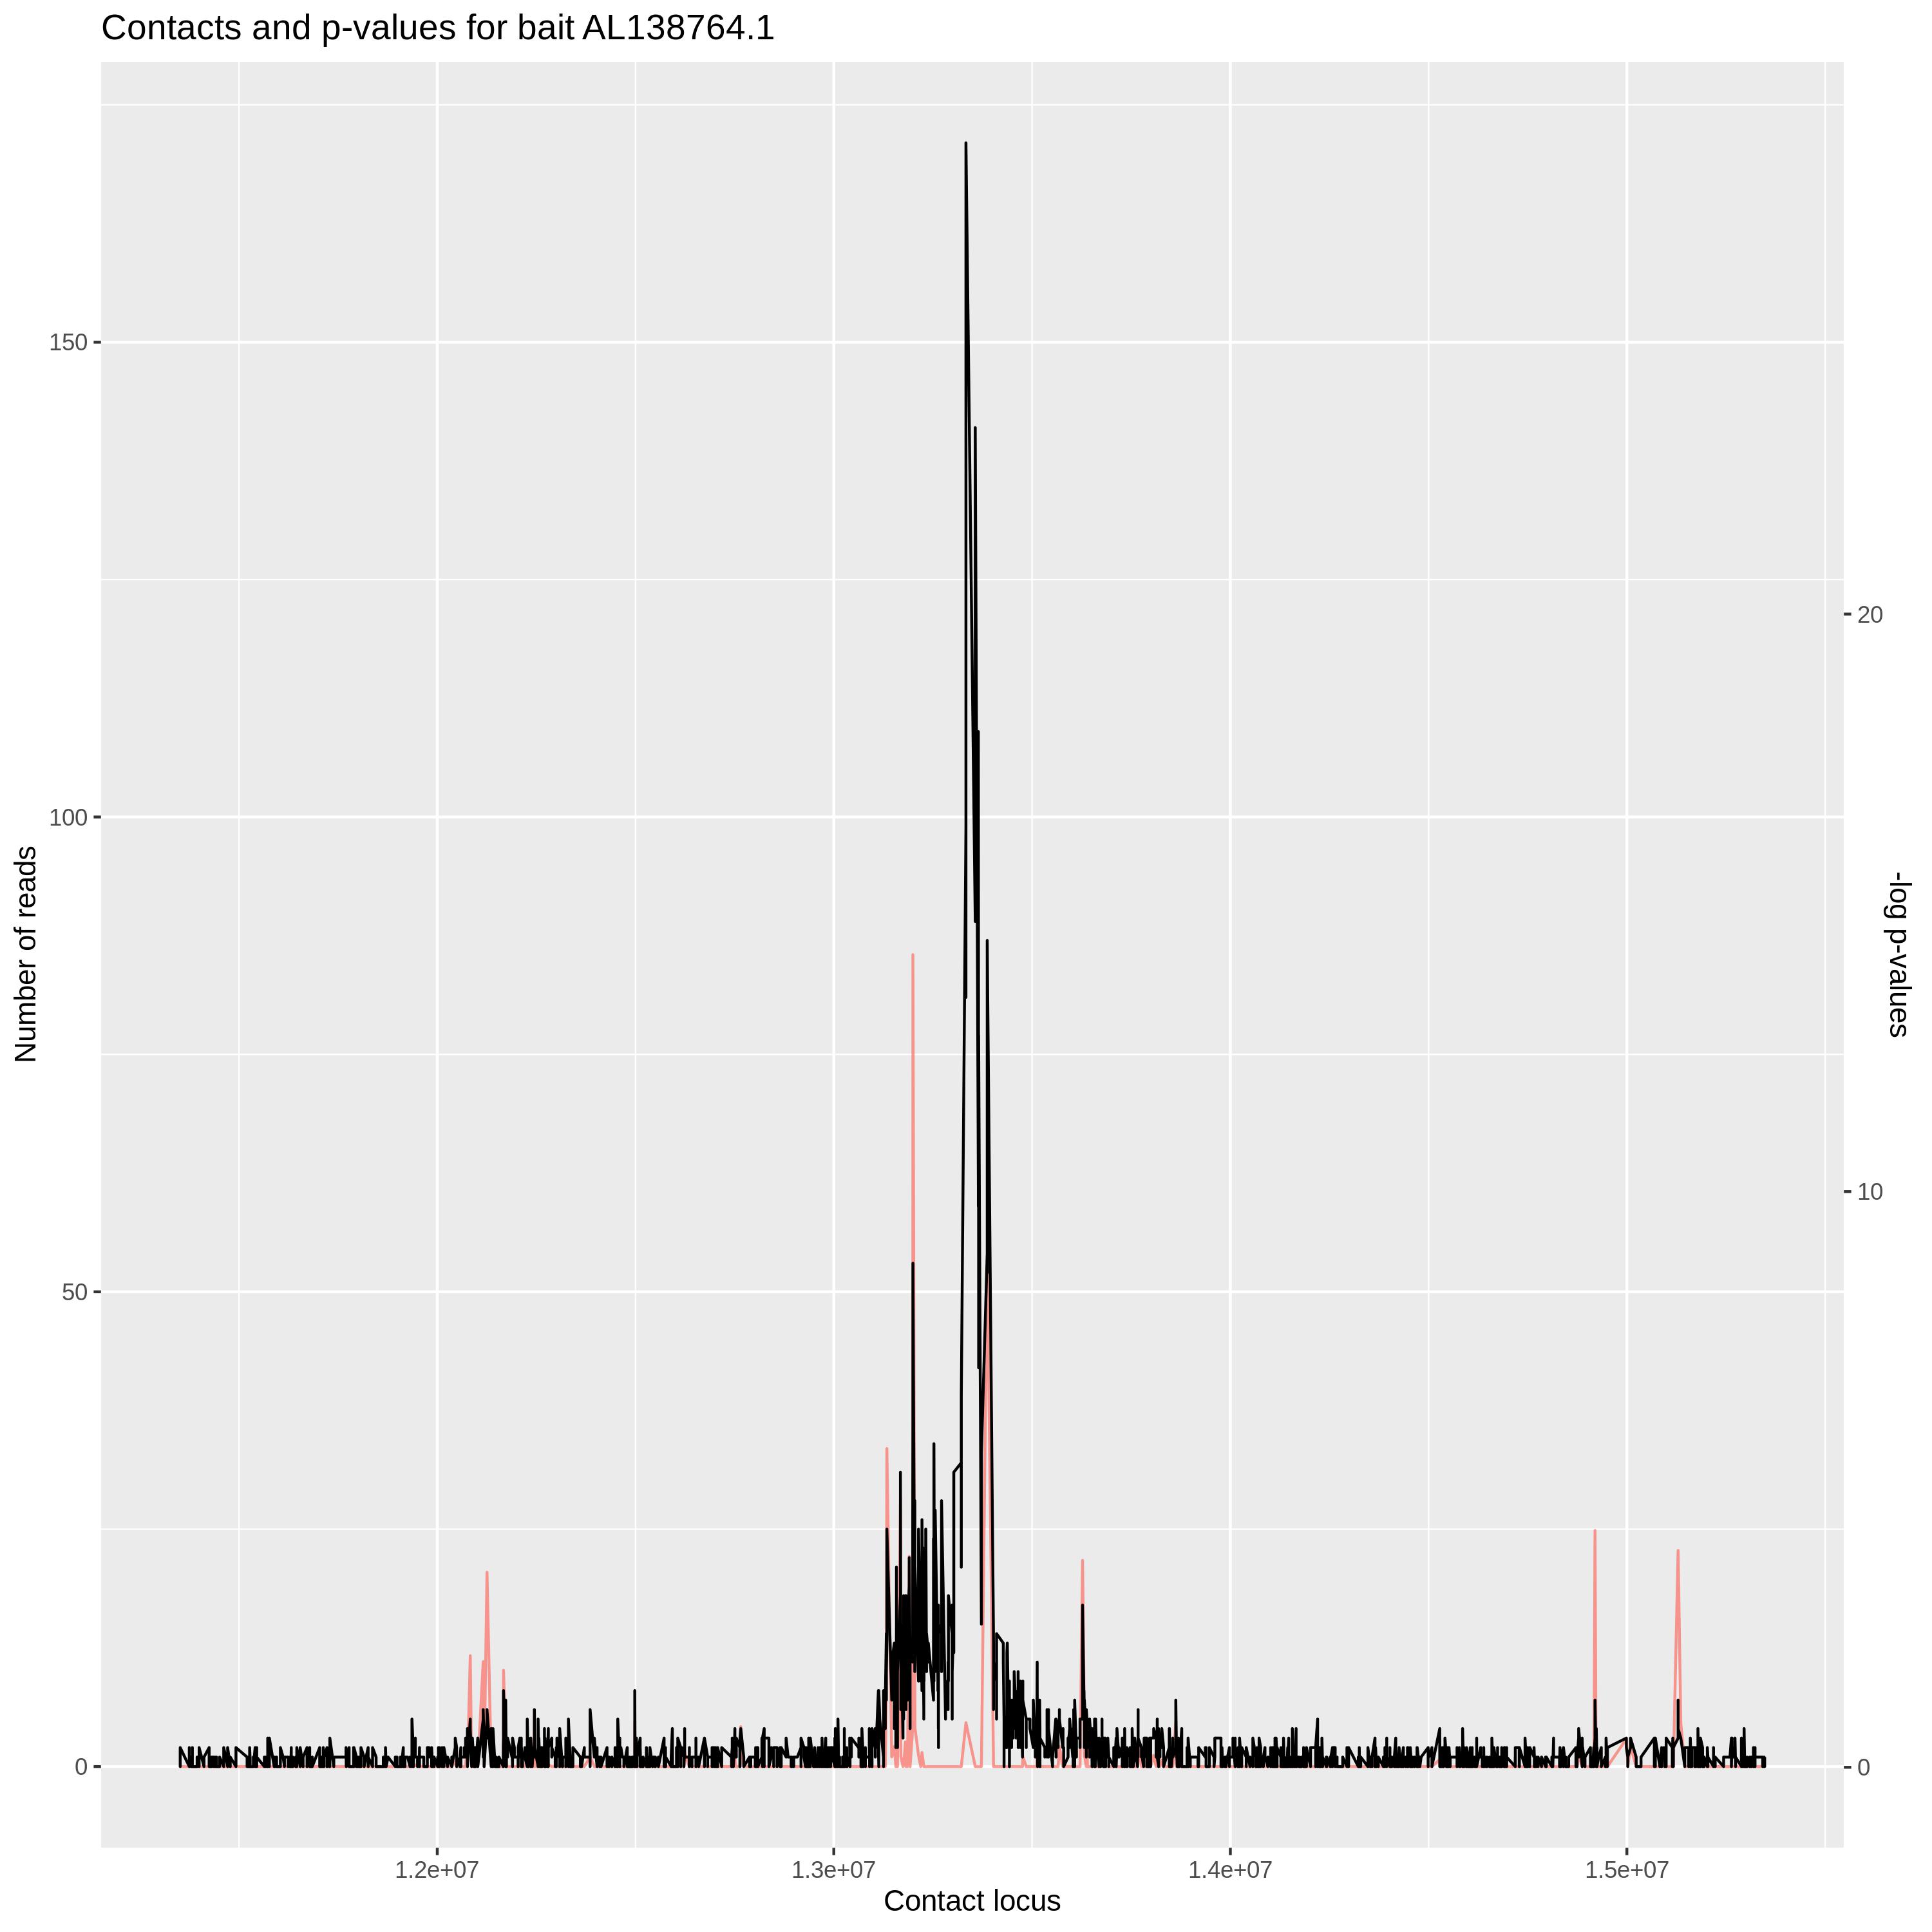 Contacts and p-values for bait AL138764.1
150
100
50
0
Number of reads
20
10
0
-log p-values
1.2e+07
1.3e+07
1.4e+07
1.5e+07
Contact locus